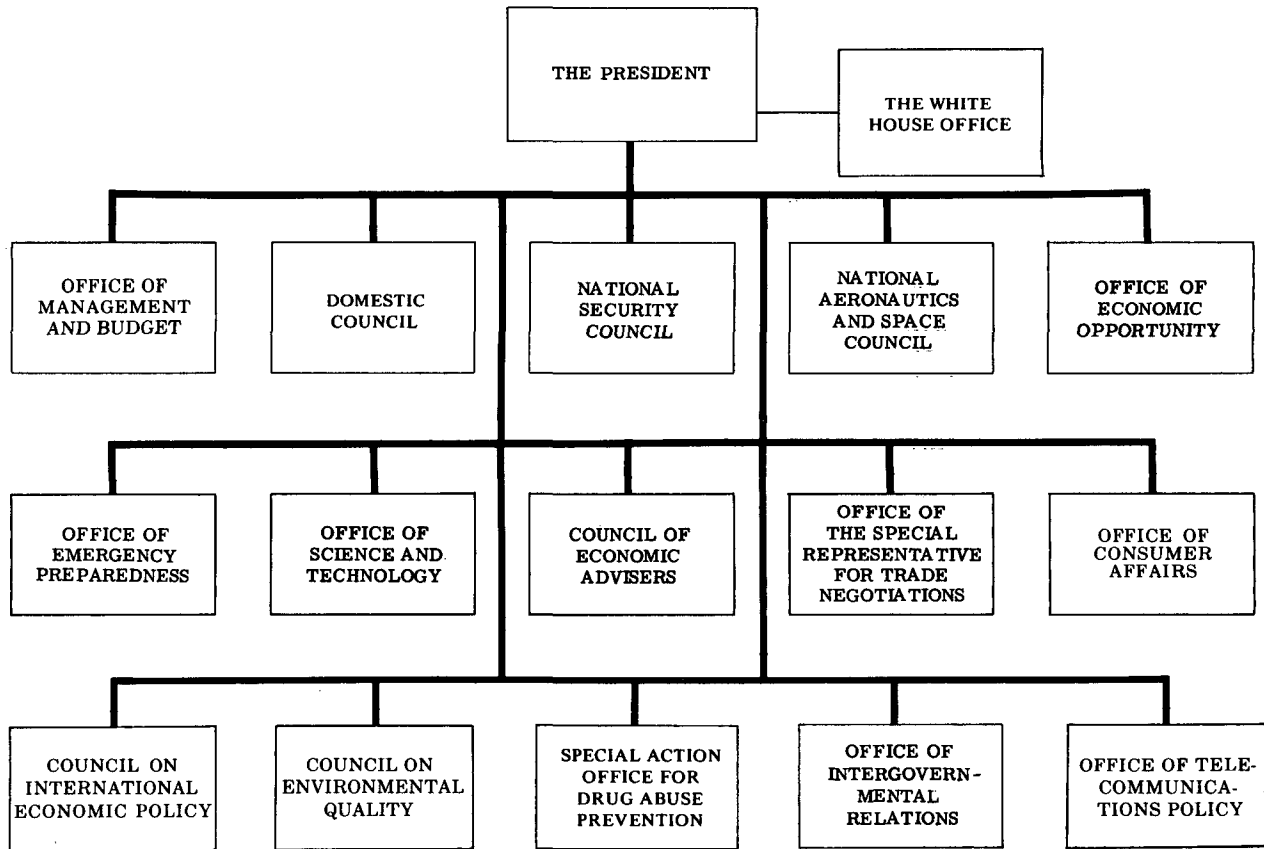 THE PRESIDENT
THE WHITE
HOUSE OFFICE
OFFICE OF
MANAGEMENT
AND BUDGET
DOMESTIC
COUNCIL
NATIONAL
SECURITY
COUNCIL
NATIONAL
AERONAUTICS
AND SPACE
COUNCIL
OFFICE OF
ECONOMIC
OPPORTUNITY
OFFICE OF
EMERGENCY
PREPAREDNESS
OFFICE OF
SCIENCE AND
TECHNOLOGY
COUNCIL OF
ECONOMIC
ADVISERS
OFFICE OF
THE SPECIAL
REPRESENTATIVE
FOR TRADE
NEGOTIATIONS
OFFICE OF
CONSUMER
AFFAIRS
COUNCIL ON
INTERNATIONAL
ECONOMIC POLICY
COUNCIL ON
ENVIRONMENTAL
QUALITY
SPECIAL ACTION
OFFICE FOR
DRUG ABUSE
PREVENTION
OFFICE OF
INTERGOVERN-
MENTAL
RELATIONS
OFFICE OF TELE-
COMMUNICA-
TIONS POLICY